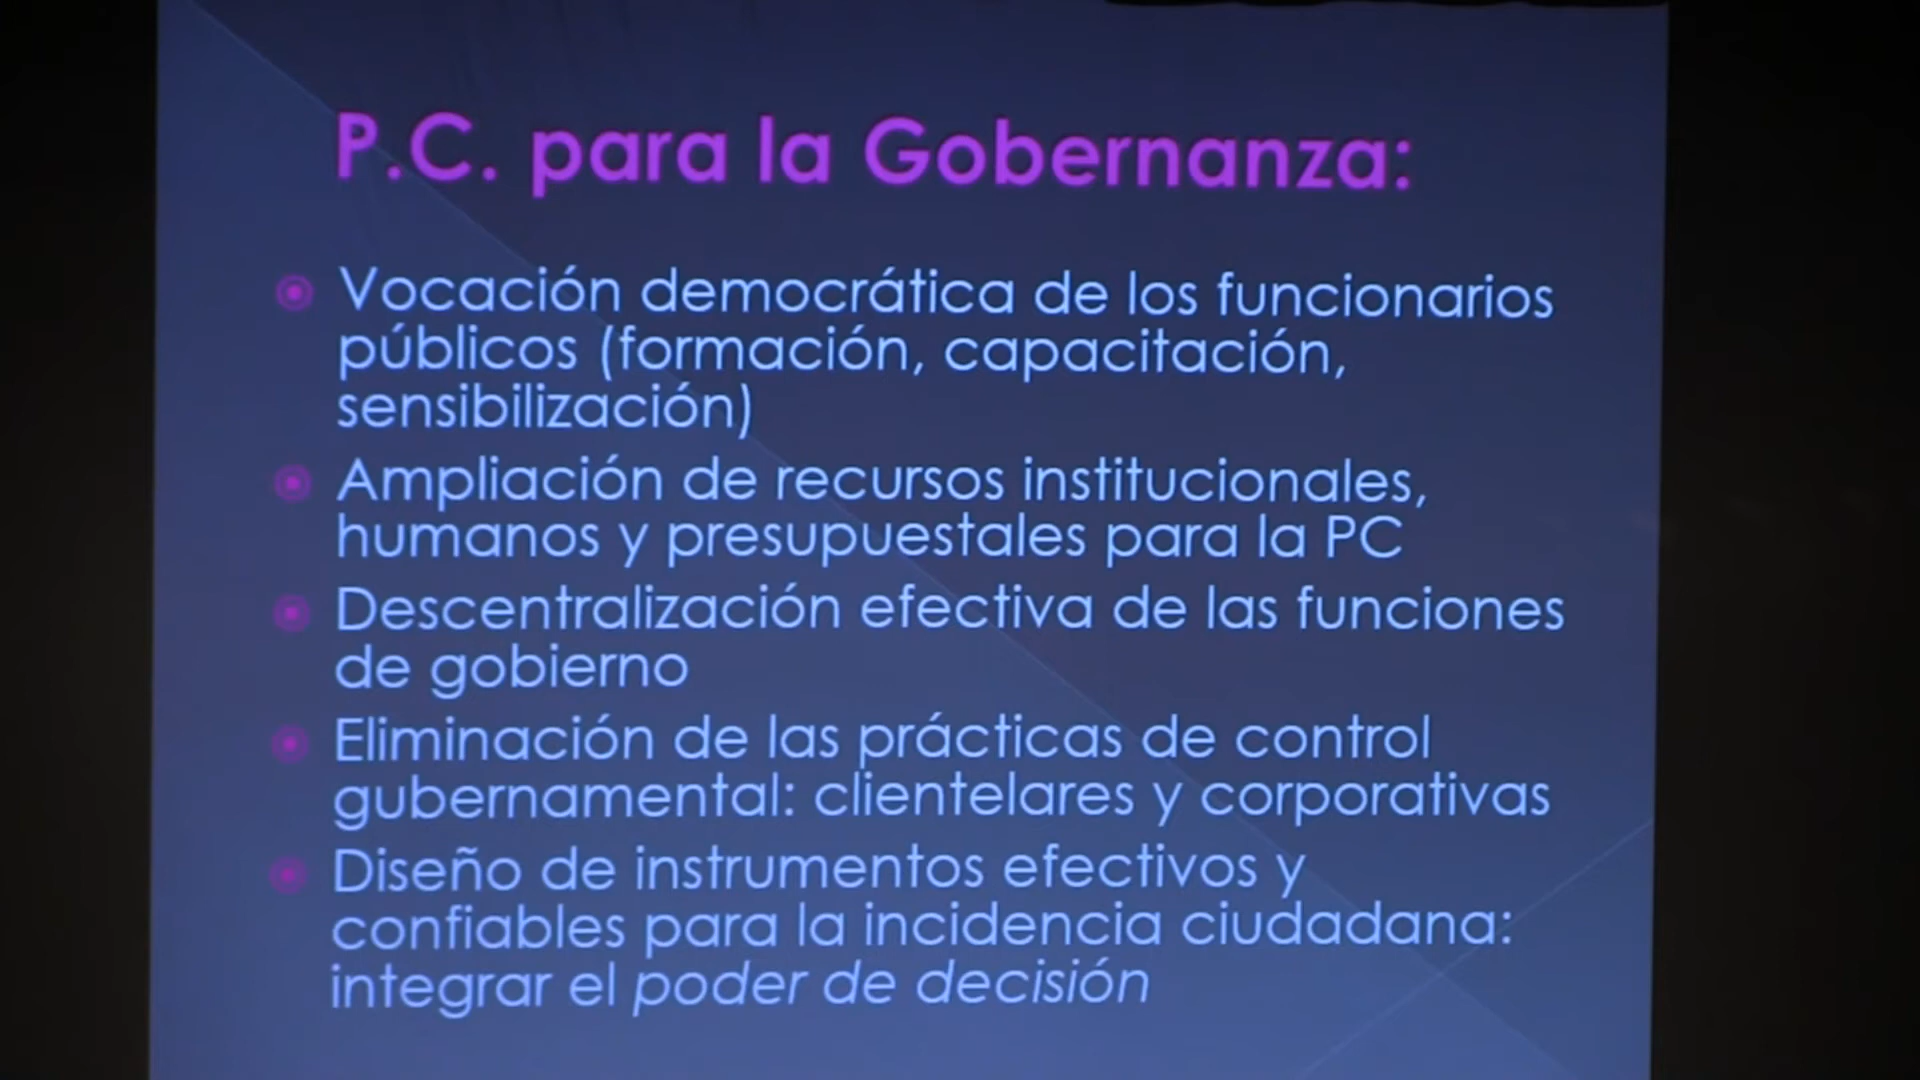 P.C. para la Gobernanza:
Vocación democrática de los funcionarios
públicos (formación, capacitación,
sensibilización)
Ampliación de recursos institucionales,
humanos y presupuestales para la PC
Descentralización efectiva de las funciones
de gobierno
Eliminación de las prácticas de control
gubernamental: clientelares y corporativas
Diseño de instrumentos efectivos y
confiables para la incidencia ciudadana:
integrar el poder de decisión